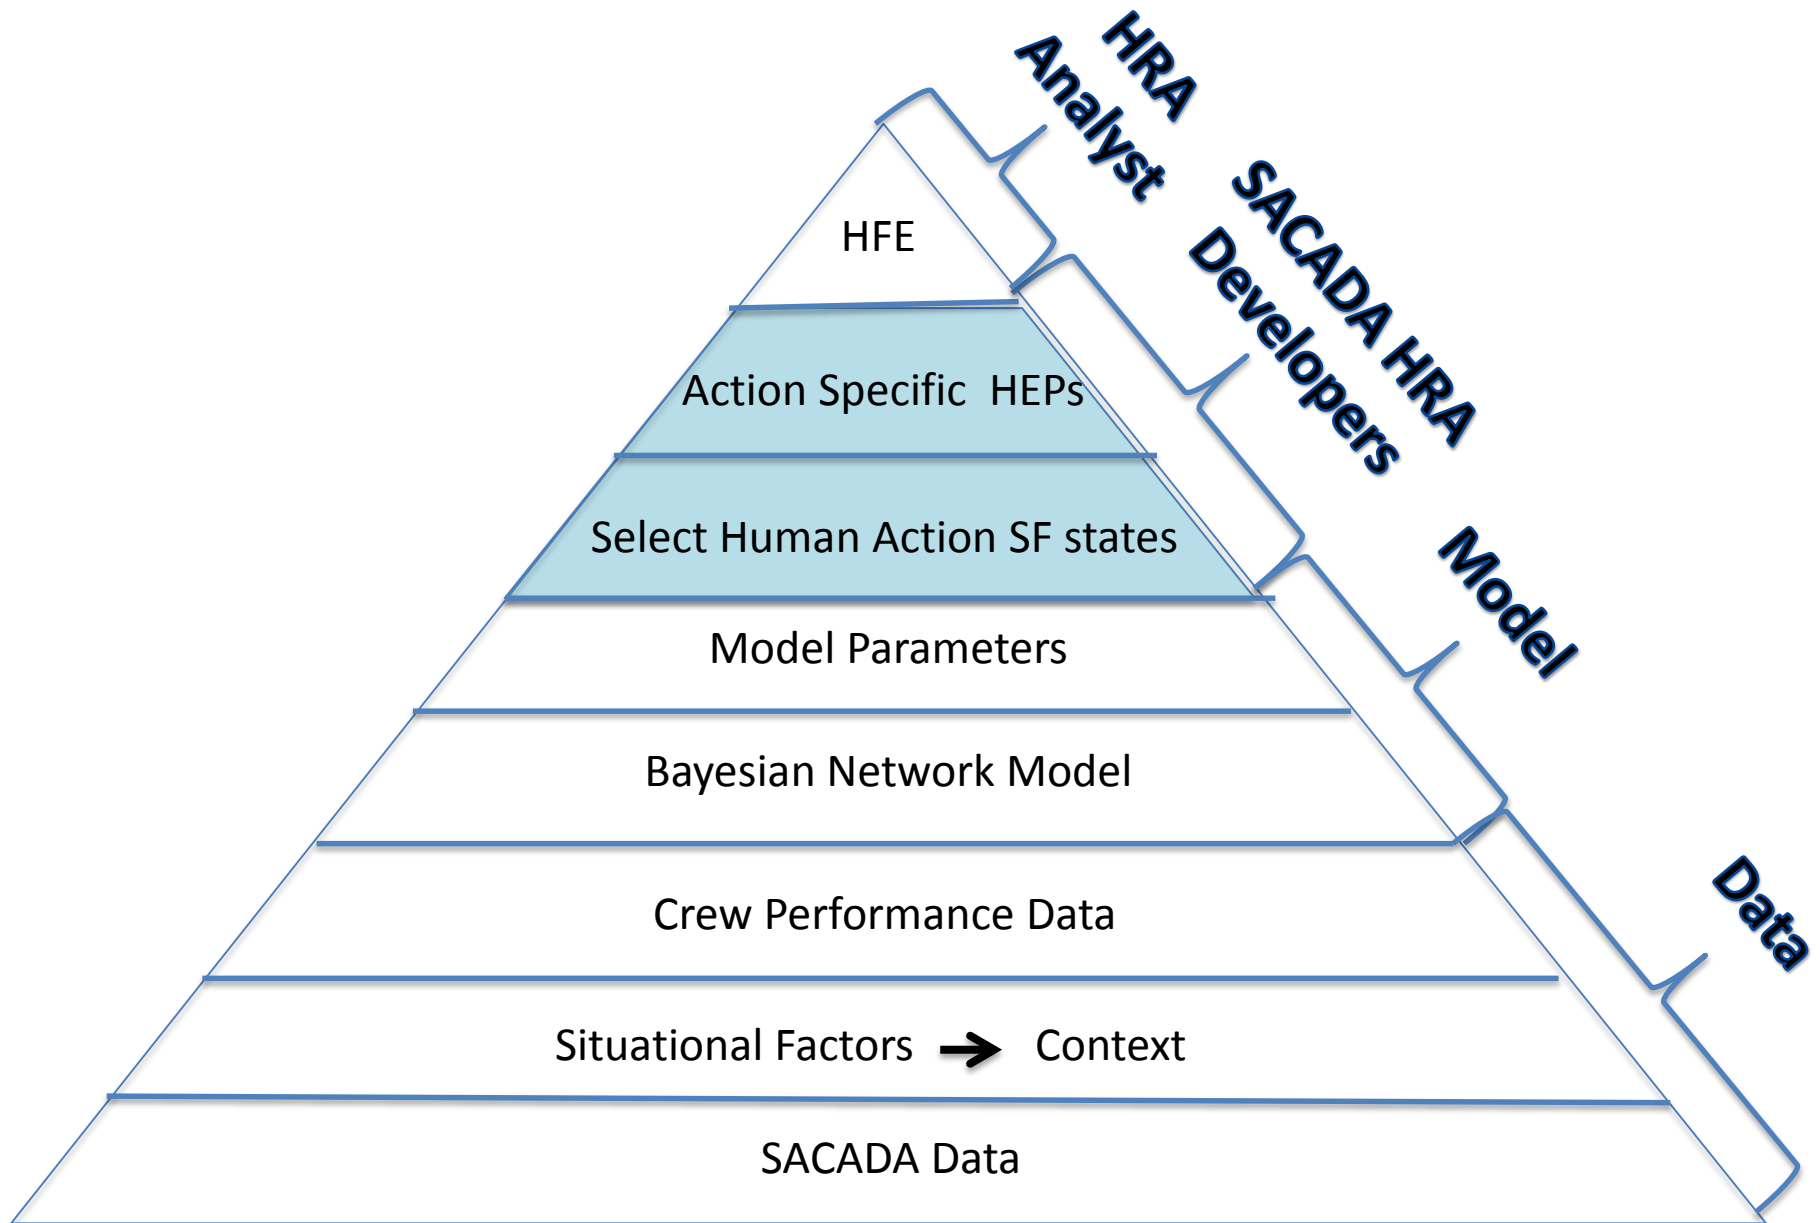 HRA
Analyst
SACADA HRA
Developers
HFE
Action Specific  HEPs
Select Human Action SF states
Model
Model Parameters
Bayesian Network Model
Data
Crew Performance Data
Situational Factors → Context
SACADA Data